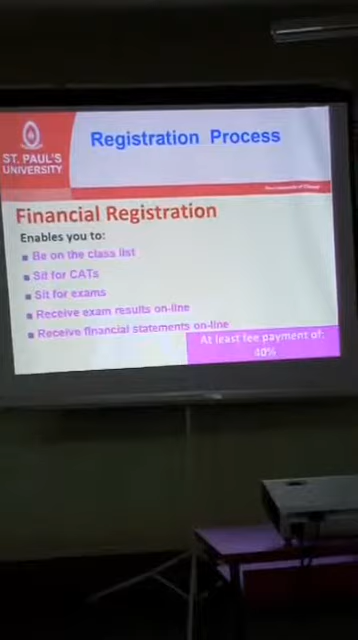 ST. PAUL'S
UNIVERSITY
Registration Process
Financial Registration
Enables you to:
Be on the class list
Sit for CATs
Sit for exams
Receive exam results on-line
Receive financial statements on-line
At least fee payment of:
40%